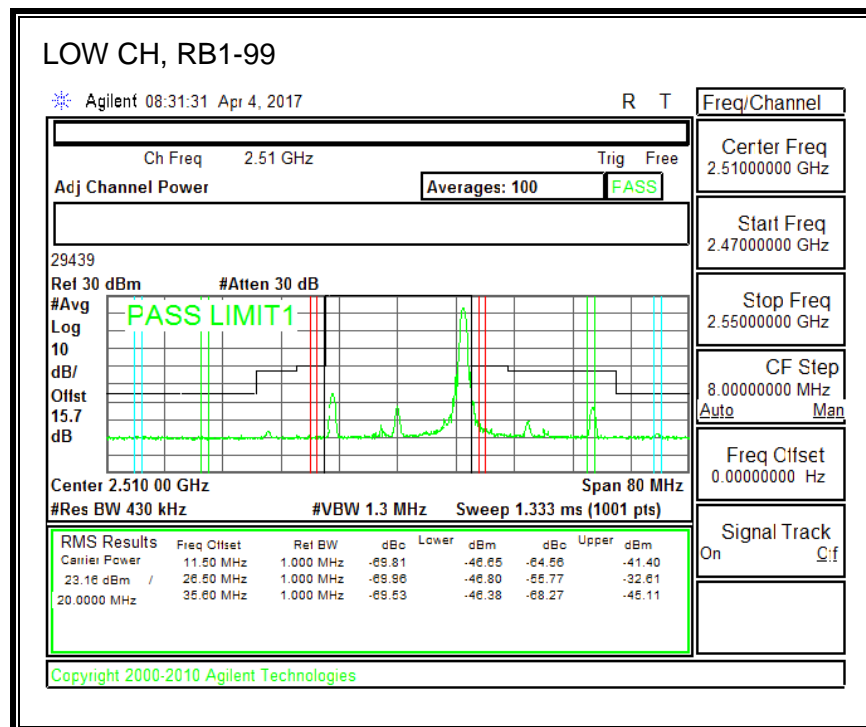 LOW CH, RB1-99
Agilent 08:31:31 Apr 4, 2017 R T
Freq/Channel
Ch Freq 2.51 GHz Trig Free
Adj Channel Power Averages: 100 PASS
Center Freq
2.51000000 GHz
Start Freq
2.47000000 GHz
29439
Ref 30 dBm #Atten 30 dB
#Avg
Log
10
dB/
Offst
15.7
dB
PASS LIMIT1
Stop Freq
2.55000000 GHz
CF Step
8.00000000 MHz
Auto Man
Freq Offset
0.00000000 Hz
Center 2.510 00 GHz Span 80 MHz
#Res BW 430 kHz #VBW 1.3 MHz Sweep 1.333 ms (1001 pts)
Signal Track
On Off
RMS Results Freq Offset Ref BW dBc Lower dBm dBc Upper dBm
Carrier Power 11.50 MHz 1.000 MHz -69.81 -46.65 -64.56 -41.40
23.16 dBm / 26.50 MHz 1.000 MHz -69.96 -46.80 -55.77 -32.61
20.0000 MHz 35.60 MHz 1.000 MHz -69.53 -46.38 -68.27 -45.11
Copyright 2000-2010 Agilent Technologies